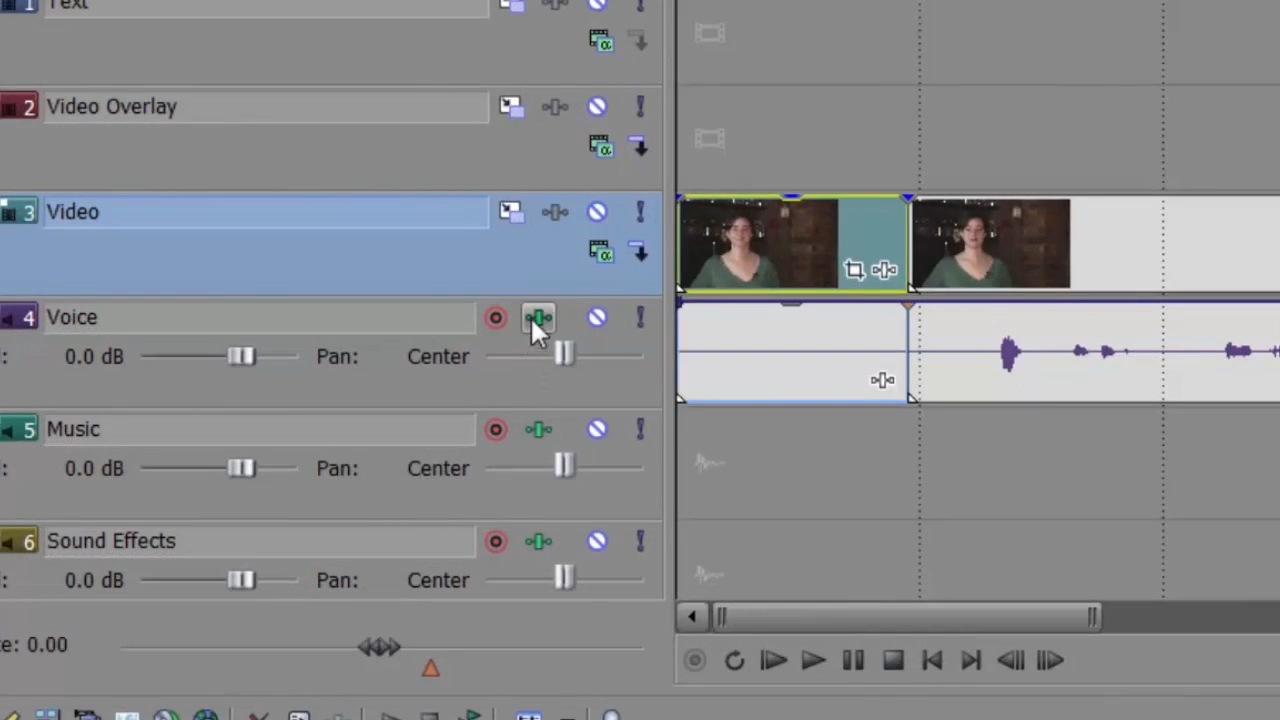 1 Text
2 Video Overlay
3 Video
4 Voice
: 0.0 dB Pan: Center
5 Music
: 0.0 dB Pan: Center
6 Sound Effects
: 0.0 dB Pan: Center
te: 0.00